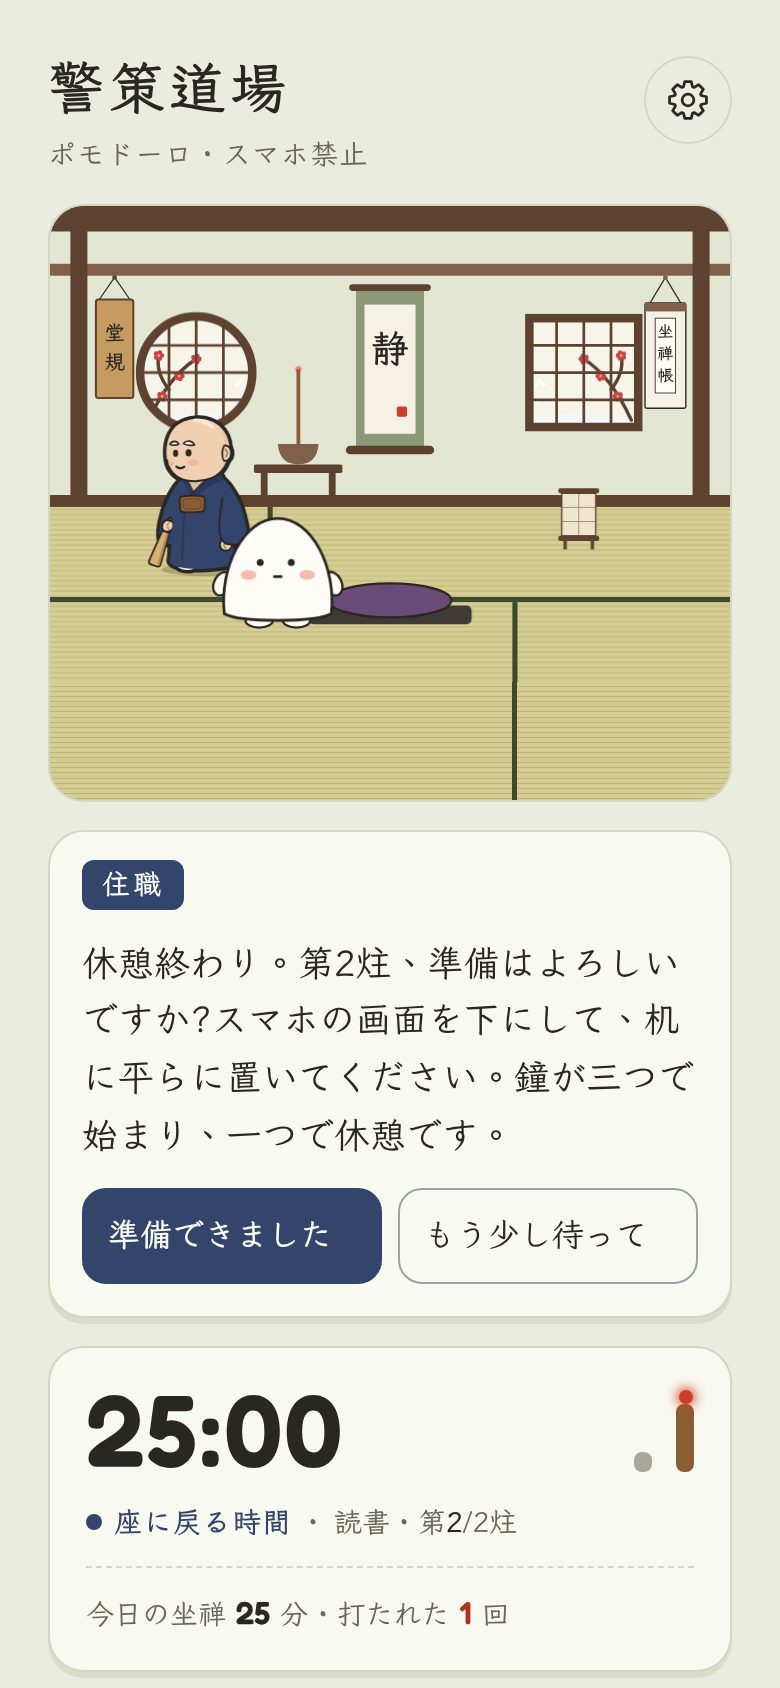 警策道場
ポモドーロ・スマホ禁止
堂規
静
坐禅帳
住職
休憩終わり。第2炷、準備はよろしい
ですか?スマホの画面を下にして、机
に平らに置いてください。鐘が三つで
始まり、一つで休憩です。
準備できました
もう少し待って
25:00
座に戻る時間 ・ 読書・第2/2炷
今日の坐禅 25 分・打たれた 1 回